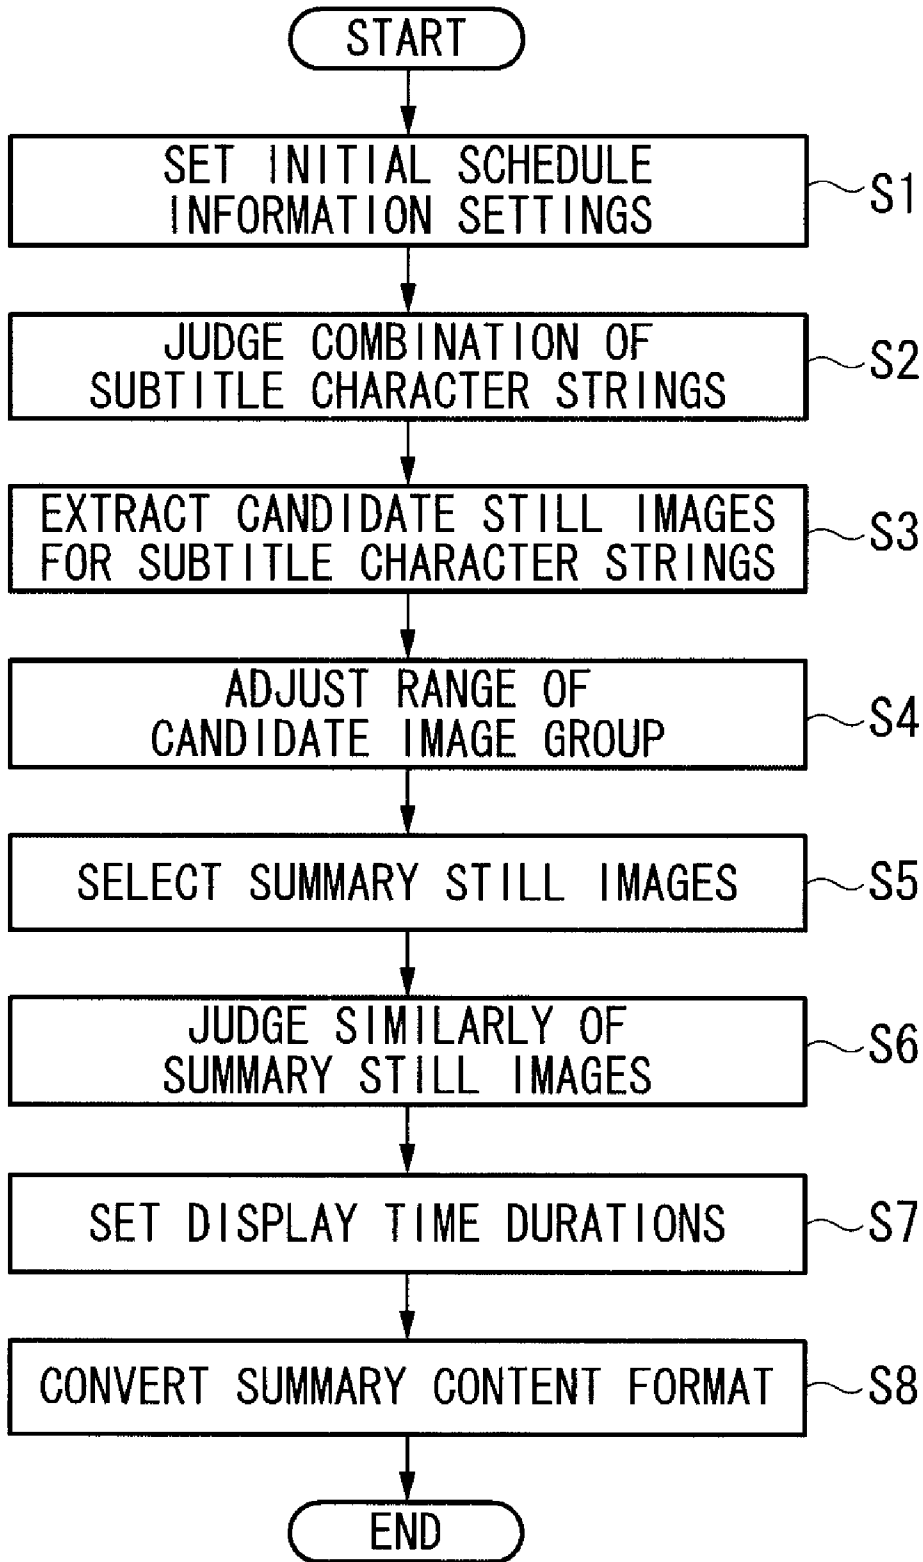 START
SET INITIAL SCHEDULE
INFORMATION SETTINGS
S1
JUDGE COMBINATION OF
SUBTITLE CHARACTER STRINGS
S2
EXTRACT CANDIDATE STILL IMAGES
FOR SUBTITLE CHARACTER STRINGS
S3
ADJUST RANGE OF
CANDIDATE IMAGE GROUP
S4
SELECT SUMMARY STILL IMAGES
S5
JUDGE SIMILARLY OF
SUMMARY STILL IMAGES
S6
SET DISPLAY TIME DURATIONS
S7
CONVERT SUMMARY CONTENT FORMAT
S8
END